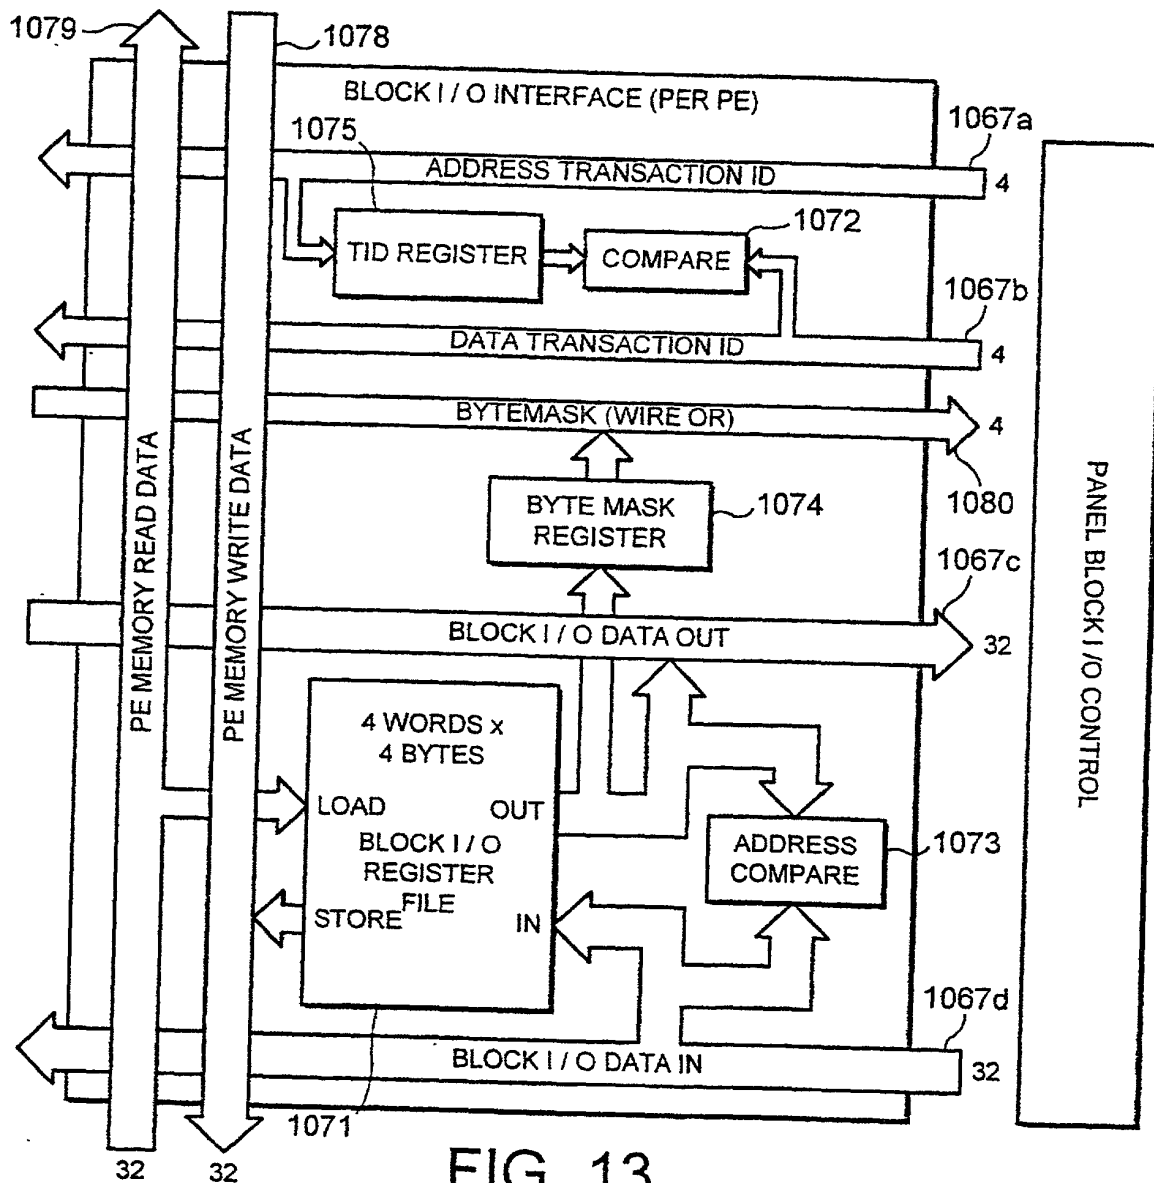 1079
1078
BLOCK I / O INTERFACE (PER PE)
1075
1067a
ADDRESS TRANSACTION ID
4
1072
TID REGISTER
COMPARE
1067b
DATA TRANSACTION ID
4
BYTEMASK (WIRE OR)
4
1080
BYTE MASK
REGISTER
1074
PE MEMORY READ DATA
PE MEMORY WRITE DATA
PANEL BLOCK I /O CONTROL
1067c
BLOCK I / O DATA OUT
32
4 WORDS x
4 BYTES
LOAD
OUT
BLOCK I / O
REGISTER
FILE
STORE
IN
ADDRESS
COMPARE
1073
1067d
BLOCK I / O DATA IN
32
1071
32
32
FIG. 13